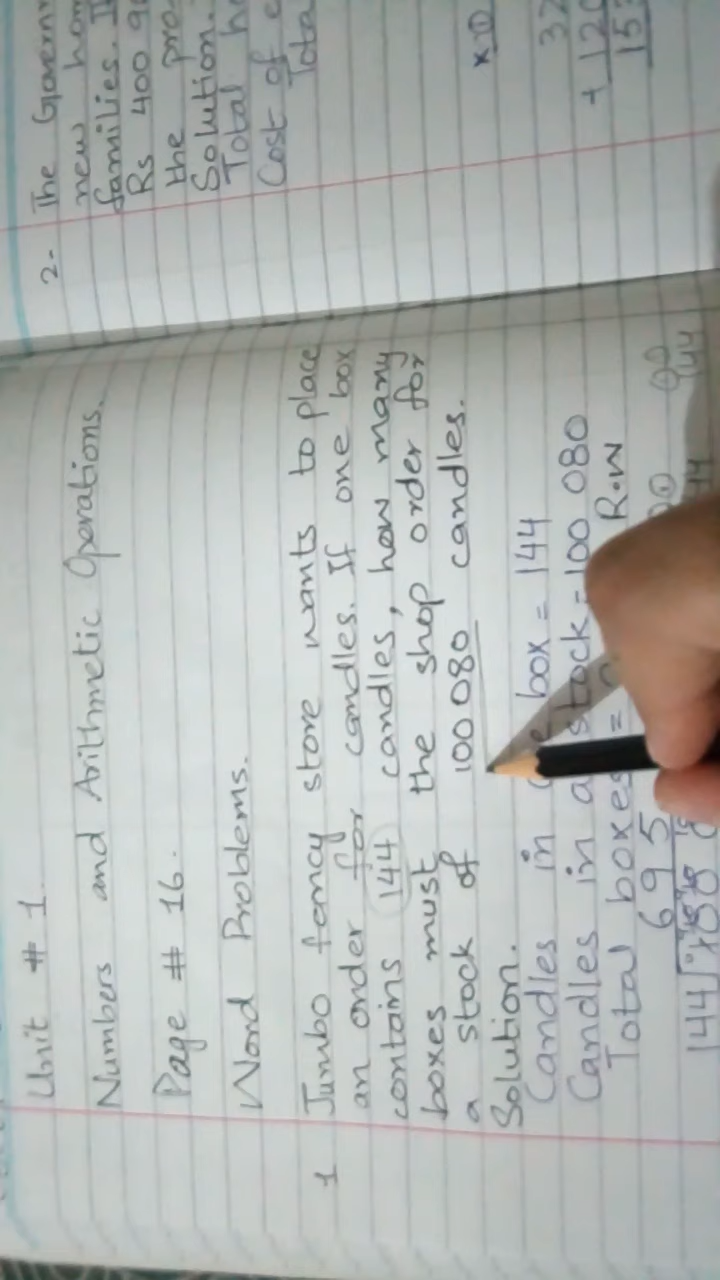 Unit # 1
Numbers and Arithmetic Operations.
Page # 16.
Word Problems.
1 Jumbo fancy store wants to place
an order for candles. If one box
contains 144 candles, how many
boxes must the shop order for
a stock of 100 080 candles.
Solution.
Candles in box = 144
Candles in a stock = 100 080
Total boxes =
R.W
695
144
2- The Govern
new hom
families. I
Rs 400 90
the pro
Solution.
Total ho
Cost of
Tota